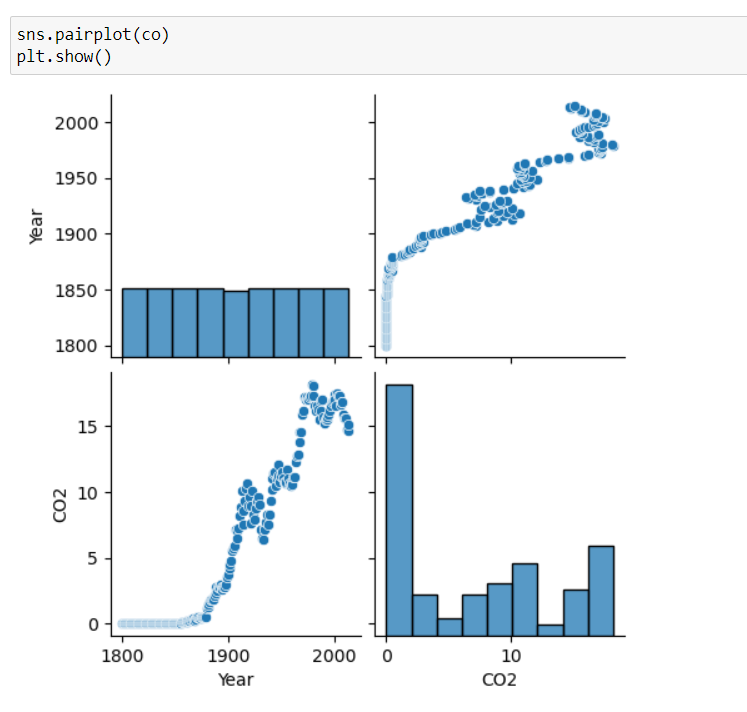 sns.pairplot(co)
plt.show()
2000
1950
1900
1850
1800
Year
15
10
5
0
CO2
1800 1900 2000 0 10
Year CO2